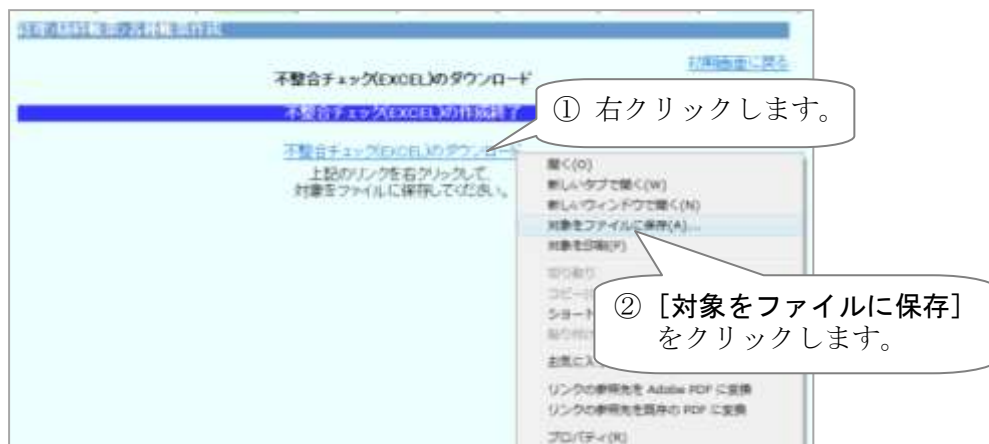 初期画面に戻る
不整合チェック(EXCEL)のダウンロード
不整合チェック(EXCEL)の作成終了
① 右クリックします。
不整合チェック(EXCEL)のダウンロード
上記のリンクを右クリックして、
対象をファイルに保存してください。
開く(O)
新しいタブで開く(W)
新しいウィンドウで開く(N)
対象をファイルに保存(A)...
対象を印刷(P)
切り取り
② [対象をファイルに保存]
をクリックします。
リンクの参照先を Adobe PDF に変換
リンクの参照先を既存の PDF に変換
プロパティ(R)